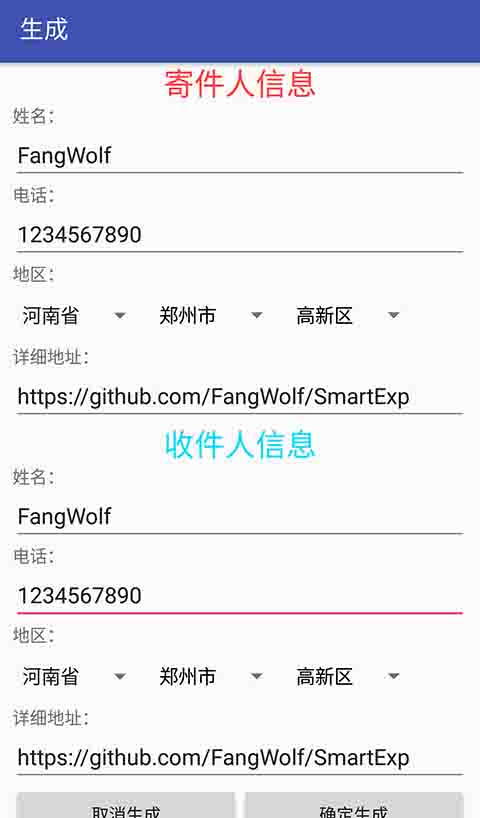 生成
寄件人信息
姓名：
FangWolf
电话：
1234567890
地区：
河南省 郑州市 高新区
详细地址：
https://github.com/FangWolf/SmartExp
收件人信息
姓名：
FangWolf
电话：
1234567890
地区：
河南省 郑州市 高新区
详细地址：
https://github.com/FangWolf/SmartExp
取消生成 确定生成